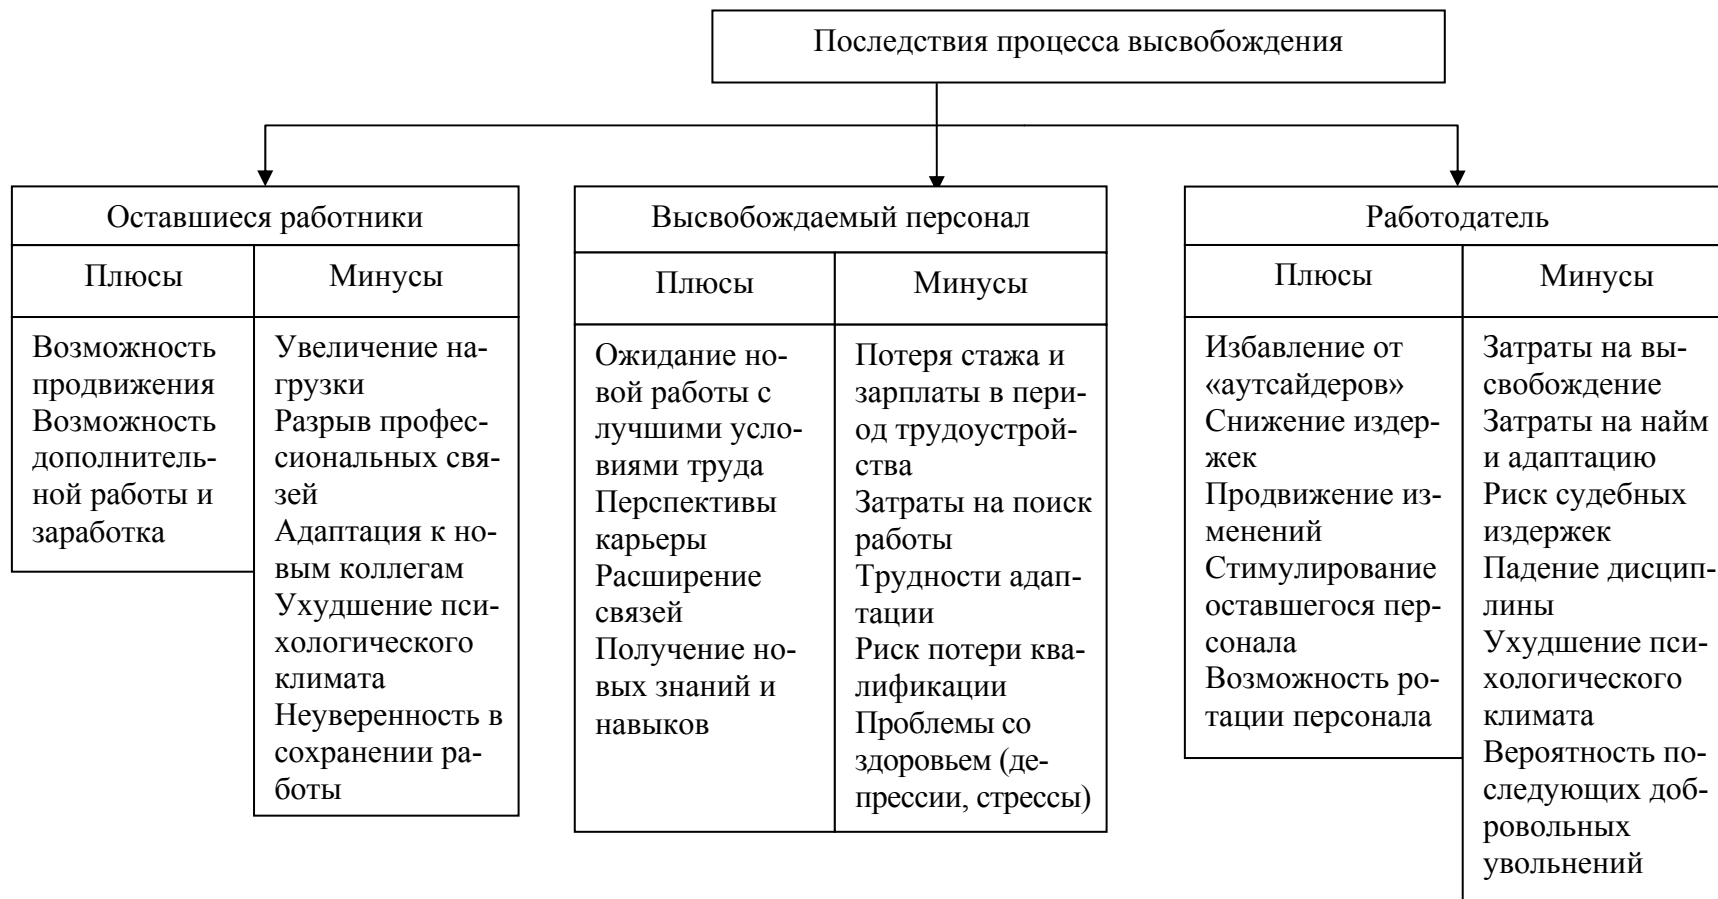 Последствия процесса высвобождения
Оставшиеся работники
Плюсы
Минусы
Возможность
продвижения
Возможность
дополнитель-
ной работы и
заработка
Увеличение на-
грузки
Разрыв профес-
сиональных свя-
зей
Адаптация к но-
вым коллегам
Ухудшение пси-
хологического
климата
Неуверенность в
сохранении ра-
боты
Высвобождаемый персонал
Плюсы
Минусы
Ожидание но-
вой работы с
лучшими усло-
виями труда
Перспективы
карьеры
Расширение
связей
Получение но-
вых знаний и
навыков
Потеря стажа и
зарплаты в пери-
од трудоустрой-
ства
Затраты на поиск
работы
Трудности адап-
тации
Риск потери ква-
лификации
Проблемы со
здоровьем (де-
прессии, стрессы)
Работодатель
Плюсы
Минусы
Избавление от
«аутсайдеров»
Снижение издер-
жек
Продвижение из-
менений
Стимулирование
оставшегося пер-
сонала
Возможность ро-
тации персонала
Затраты на вы-
свобождение
Затраты на найм
и адаптацию
Риск судебных
издержек
Падение дисцип-
лины
Ухудшение пси-
хологического
климата
Вероятность по-
следующих доб-
ровольных
увольнений